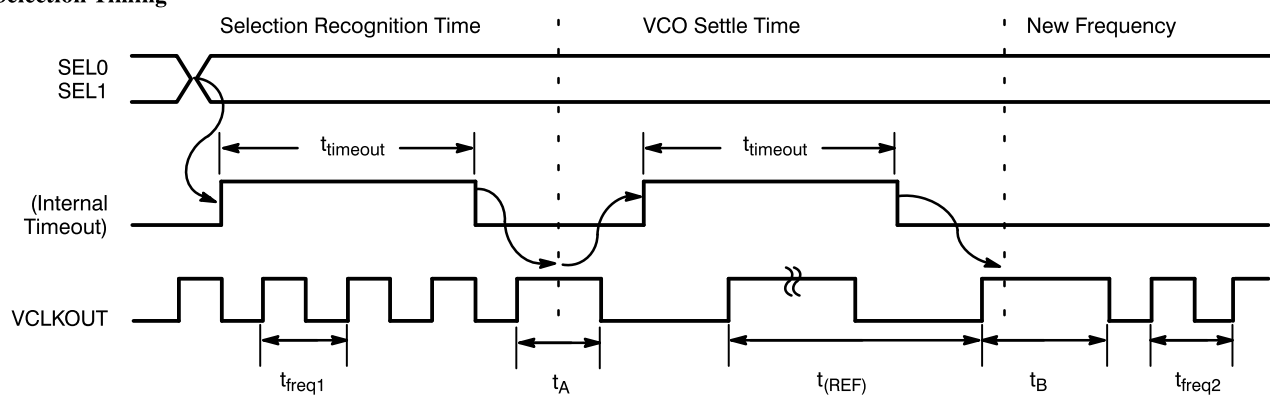 Selection Timing
Selection Recognition Time VCO Settle Time New Frequency
SEL0
SEL1
ttimeout ttimeout
(Internal
Timeout)
VCLKOUT
tfreq1 tA t(REF) tB tfreq2